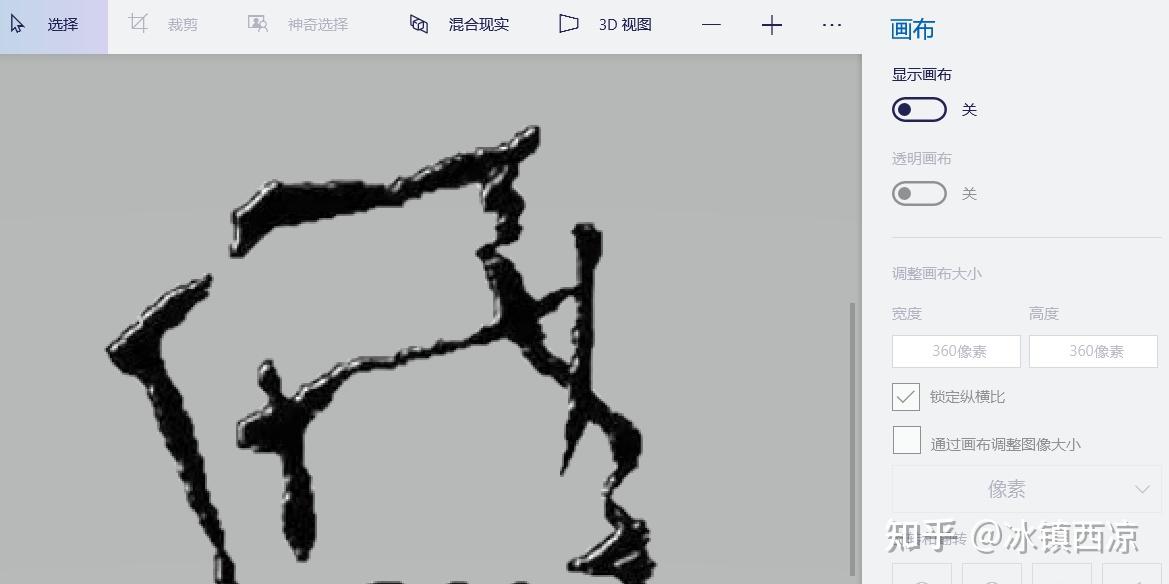 选择 裁剪 神奇选择 混合现实 3D 视图
画布
显示画布
关
透明画布
关
调整画布大小
宽度 高度
360像素 360像素
锁定纵横比
通过画布调整图像大小
像素
知乎 @冰镇西凉